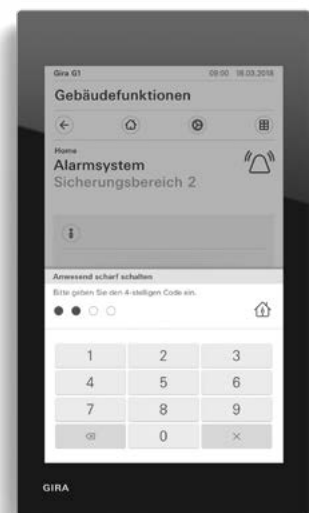 Gira G1 09:00 18.03.2018
Gebäudefunktionen
Home
Alarmsystem
Sicherungsbereich 2
Anwesend scharf schalten
Bitte geben Sie den 4-stelligen Code ein.
1 2 3
4 5 6
7 8 9
0
GIRA